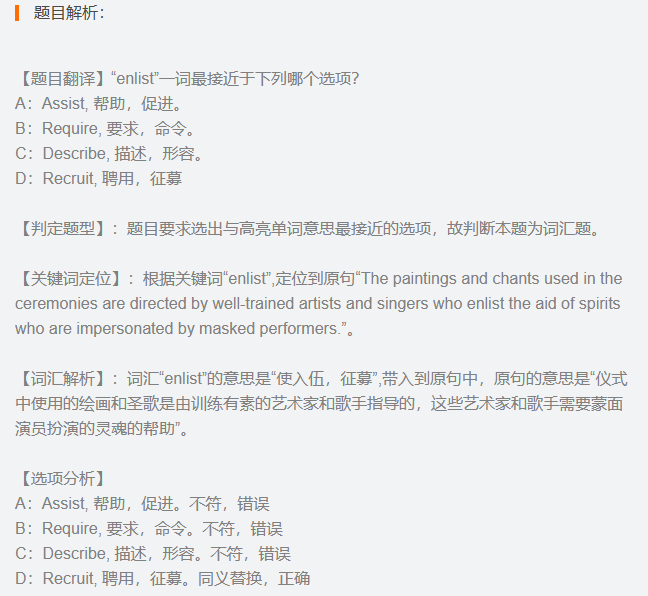 题目解析：
【题目翻译】“enlist”一词最接近于下列哪个选项？
A：Assist, 帮助，促进。
B：Require, 要求，命令。
C：Describe, 描述，形容。
D：Recruit, 聘用，征募
【判定题型】：题目要求选出与高亮单词意思最接近的选项，故判断本题为词汇题。
【关键词定位】：根据关键词“enlist”,定位到原句“The paintings and chants used in the
ceremonies are directed by well-trained artists and singers who enlist the aid of spirits
who are impersonated by masked performers.”。
【词汇解析】：词汇“enlist”的意思是“使入伍，征募”,带入到原句中，原句的意思是“仪式
中使用的绘画和圣歌是由训练有素的艺术家和歌手指导的，这些艺术家和歌手需要蒙面
演员扮演的灵魂的帮助”。
【选项分析】
A：Assist, 帮助，促进。不符，错误
B：Require, 要求，命令。不符，错误
C：Describe, 描述，形容。不符，错误
D：Recruit, 聘用，征募。同义替换，正确